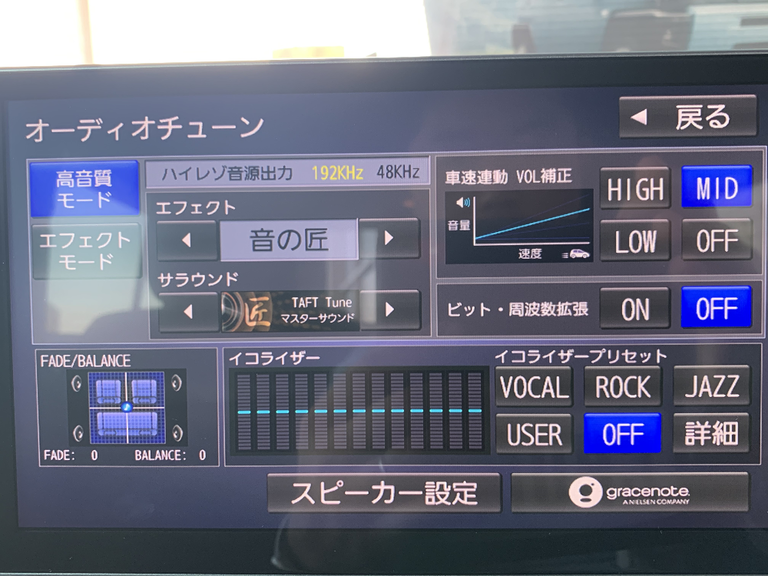 オーディオチューン
戻る
高音質
モード
エフェクト
モード
ハイレゾ音源出力 192KHz 48KHz
エフェクト
音の匠
サラウンド
匠
TAFT Tune
マスターサウンド
車速連動 VOL補正
音量
速度
HIGH
MID
LOW
OFF
ビット・周波数拡張
ON
OFF
FADE/BALANCE
FADE: 0 BALANCE: 0
イコライザー
イコライザープリセット
VOCAL
ROCK
JAZZ
USER
OFF
詳細
スピーカー設定
gracenote.
A NIELSEN COMPANY